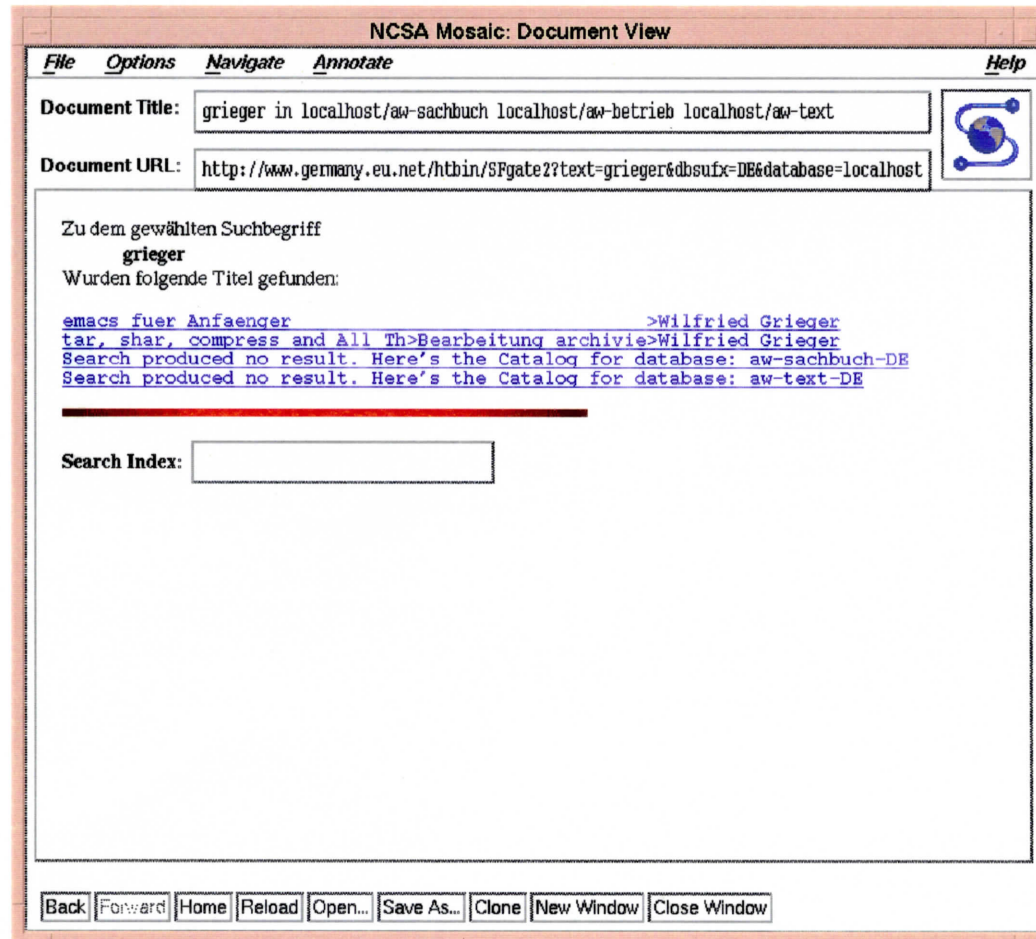 NCSA Mosaic: Document View
File Options Navigate Annotate Help
Document Title: grieger in localhost/aw-sachbuch localhost/aw-betrieb localhost/aw-text
Document URL: http://www.germany.eu.net/htbin/SFgate2?text=grieger&dbsufx=DE&database=localhost
Zu dem gewählten Suchbegriff
grieger
Wurden folgende Titel gefunden:
emacs fuer Anfaenger >Wilfried Grieger
tar, shar, compress and All Th>Bearbeitung archivie>Wilfried Grieger
Search produced no result. Here's the Catalog for database: aw-sachbuch-DE
Search produced no result. Here's the Catalog for database: aw-text-DE
Search Index:
Back Forward Home Reload Open... Save As... Clone New Window Close Window